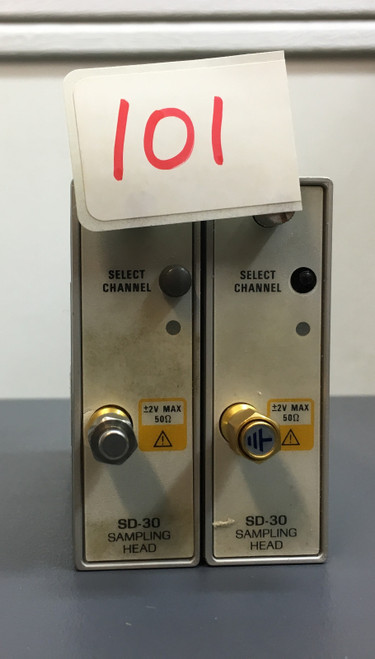 101
SELECT
CHANNEL
±2V MAX
50Ω
SD-30
SAMPLING
HEAD
SELECT
CHANNEL
±2V MAX
50Ω
SD-30
SAMPLING
HEAD